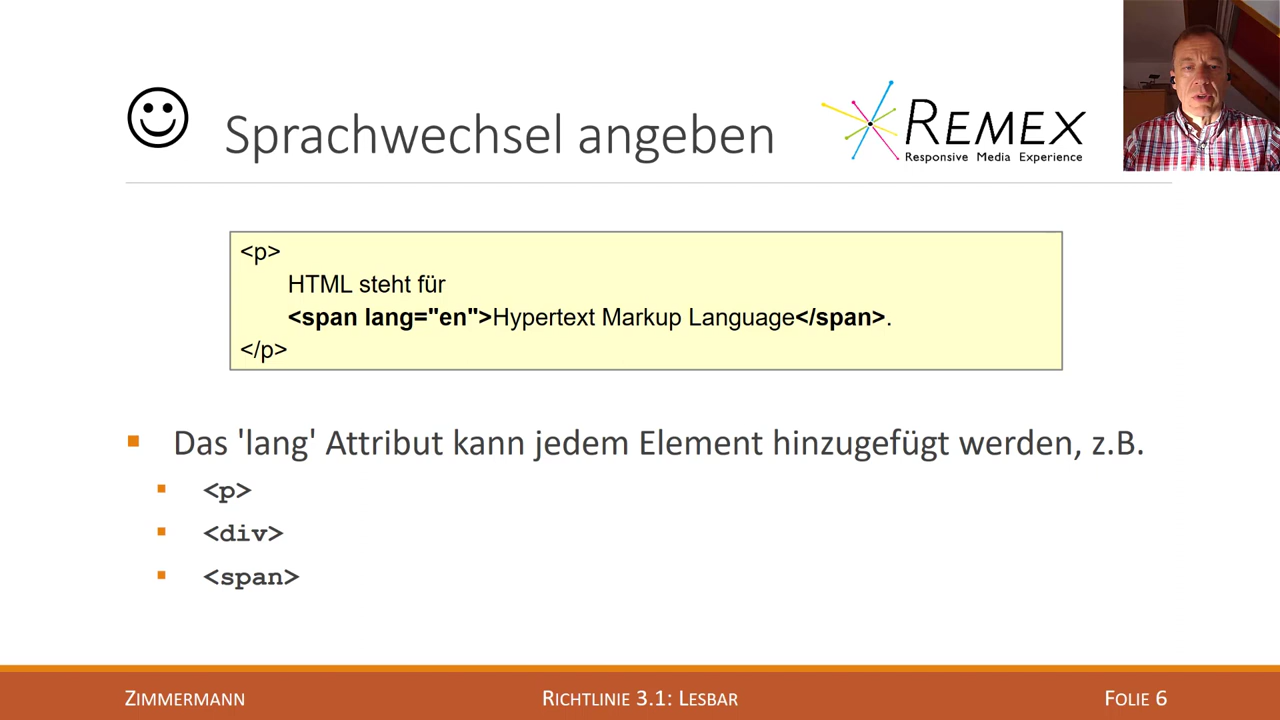 Sprachwechsel angeben
REMEX
Responsive Media Experience
<p>
HTML steht für
<span lang="en">Hypertext Markup Language</span>.
</p>
Das 'lang' Attribut kann jedem Element hinzugefügt werden, z.B.
<p>
<div>
<span>
ZIMMERMANN
RICHTLINIE 3.1: LESBAR
FOLIE 6